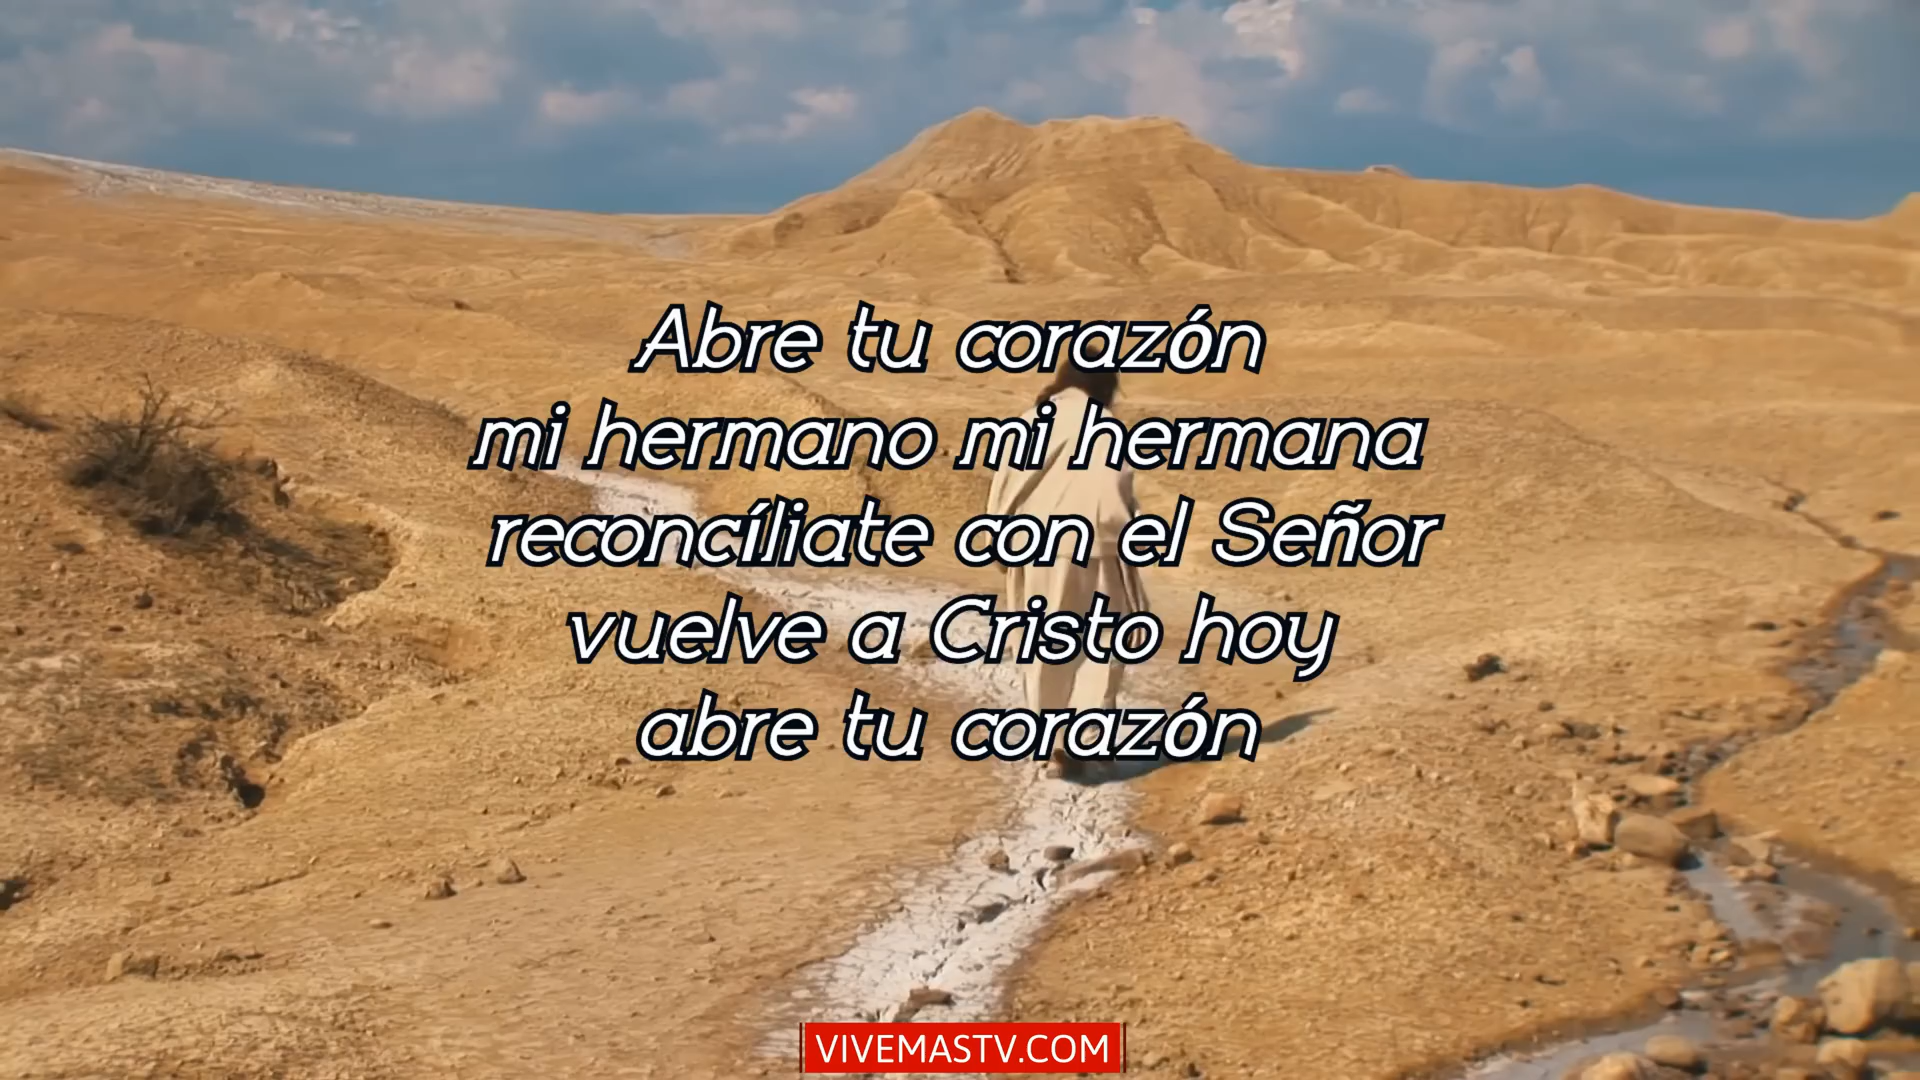 Abre tu corazón
mi hermano mi hermana
reconcíliate con el Señor
vuelve a Cristo hoy
abre tu corazón
VIVEMASTV.COM